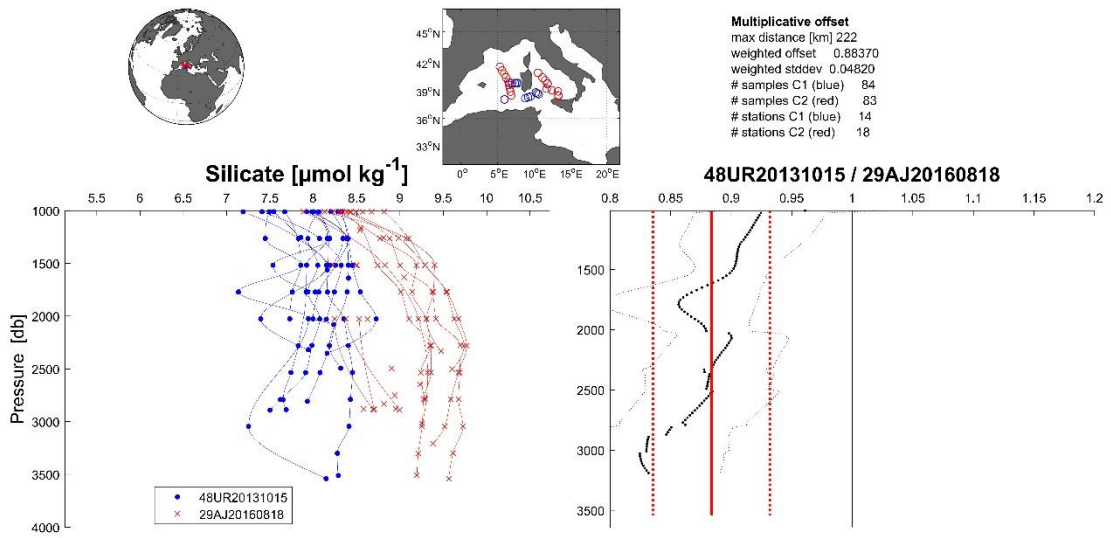 Multiplicative offset
max distance [km] 222
weighted offset 0.88370
weighted stddev 0.04820
# samples C1 (blue) 84
# samples C2 (red) 83
# stations C1 (blue) 14
# stations C2 (red) 18
45°N
42°N
39°N
36°N
33°N
0° 5°E 10°E 15°E 20°E
Silicate [µmol kg⁻¹]
5.5 6 6.5 7 7.5 8 8.5 9 9.5 10 10.5
1000
1500
2000
2500
3000
3500
4000
Pressure [db]
48UR20131015
29AJ20160818
48UR20131015 / 29AJ20160818
0.8 0.85 0.9 0.95 1 1.05 1.1 1.15 1.2
1500
2000
2500
3000
3500